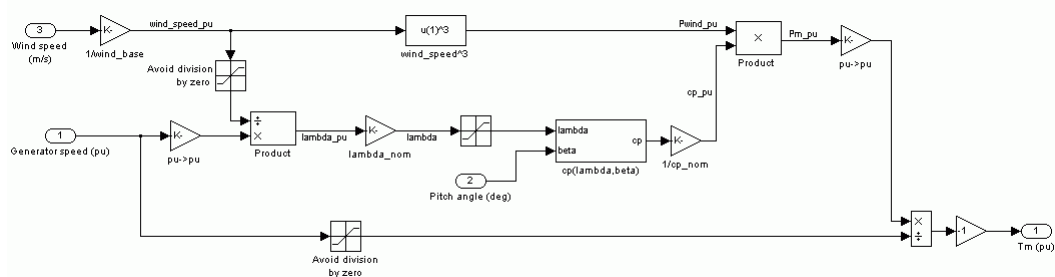 3
Wind speed
(m/s)
K-
1/wind_base
wind_speed_pu
u(1)^3
wind_speed^3
Pwind_pu
×
Product
Pm_pu
K-
pu->pu
Avoid division
by zero
cp_pu
1
Generator speed (pu)
K-
pu->pu
÷
×
Product
lambda_pu
K-
lambda_nom
lambda
lambda
beta
cp
cp(lambda,beta)
K-
1/cp_nom
2
Pitch angle (deg)
Avoid division
by zero
×
÷
-1
1
Tm (pu)